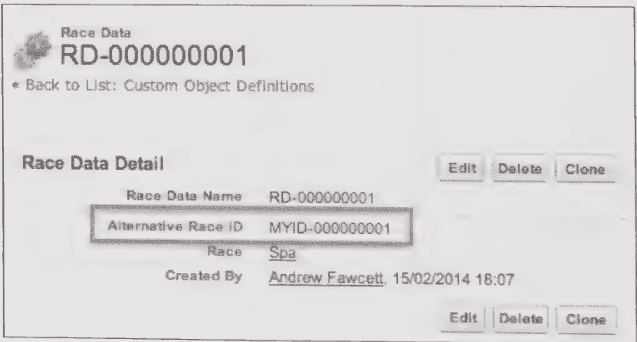 Race Data
RD-000000001
« Back to List: Custom Object Definitions
Race Data Detail
Edit Delete Clone
Race Data Name RD-000000001
Alternative Race ID MYID-000000001
Race Spa
Created By Andrew Fawcett, 15/02/2014 18:07
Edit Delete Clone